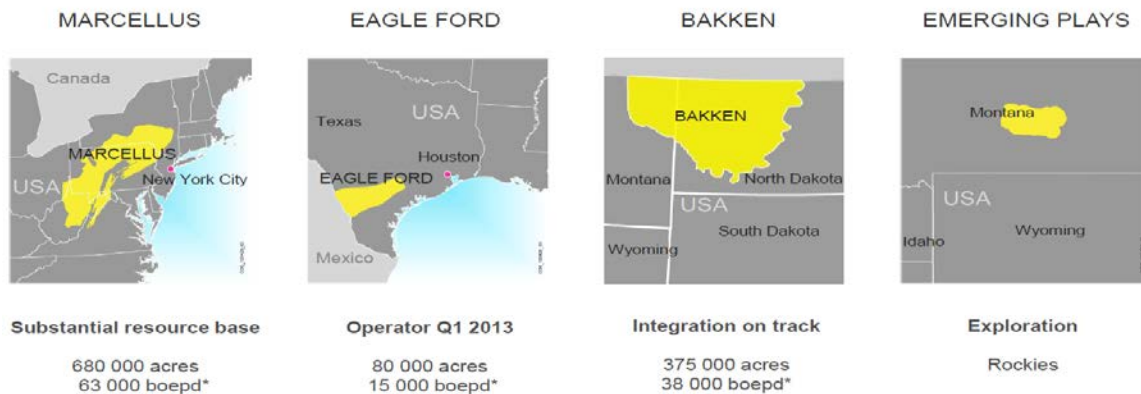 MARCELLUS
Canada
MARCELLUS
USA
New York City
Substantial resource base
680 000 acres
63 000 boepd*
EAGLE FORD
USA
Texas
Houston
EAGLE FORD
Mexico
Operator Q1 2013
80 000 acres
15 000 boepd*
BAKKEN
BAKKEN
Montana
North Dakota
USA
South Dakota
Wyoming
Integration on track
375 000 acres
38 000 boepd*
EMERGING PLAYS
Montana
USA
Wyoming
Idaho
Exploration
Rockies